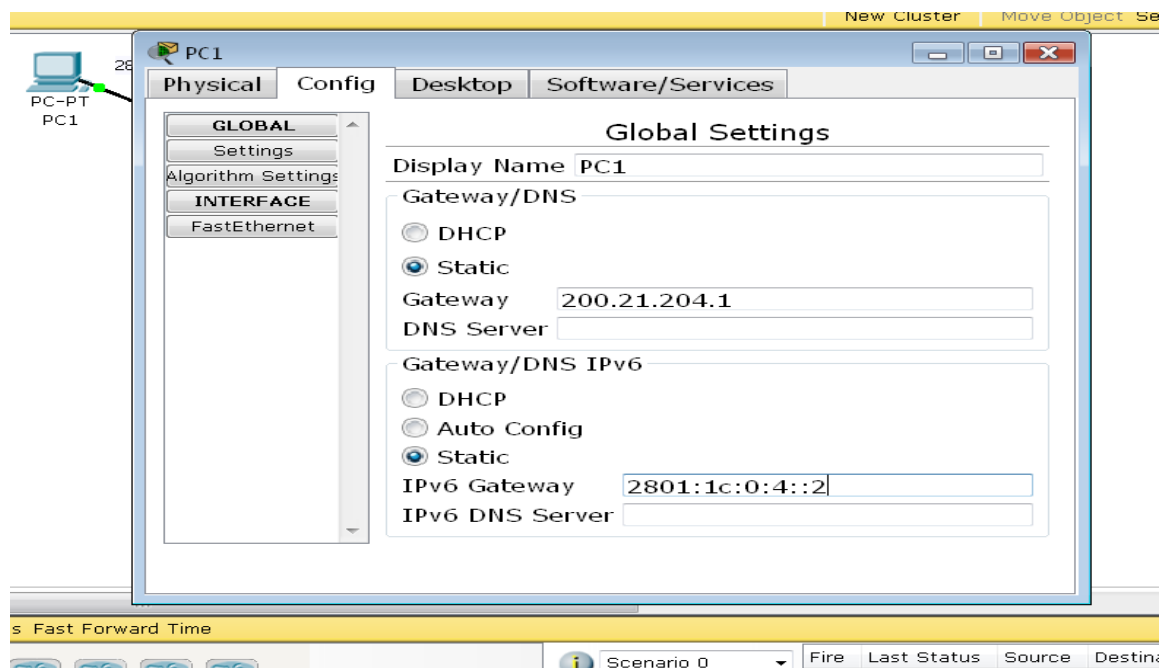 New Cluster Move Object Se
PC1
28
Physical Config Desktop Software/Services
PC-PT
PC1
GLOBAL
Settings
Algorithm Settings
INTERFACE
FastEthernet
Global Settings
Display Name PC1
Gateway/DNS
DHCP
Static
Gateway 200.21.204.1
DNS Server
Gateway/DNS IPv6
DHCP
Auto Config
Static
IPv6 Gateway 2801:1c:0:4::2
IPv6 DNS Server
s Fast Forward Time
Scenario 0
Fire Last Status Source Destina